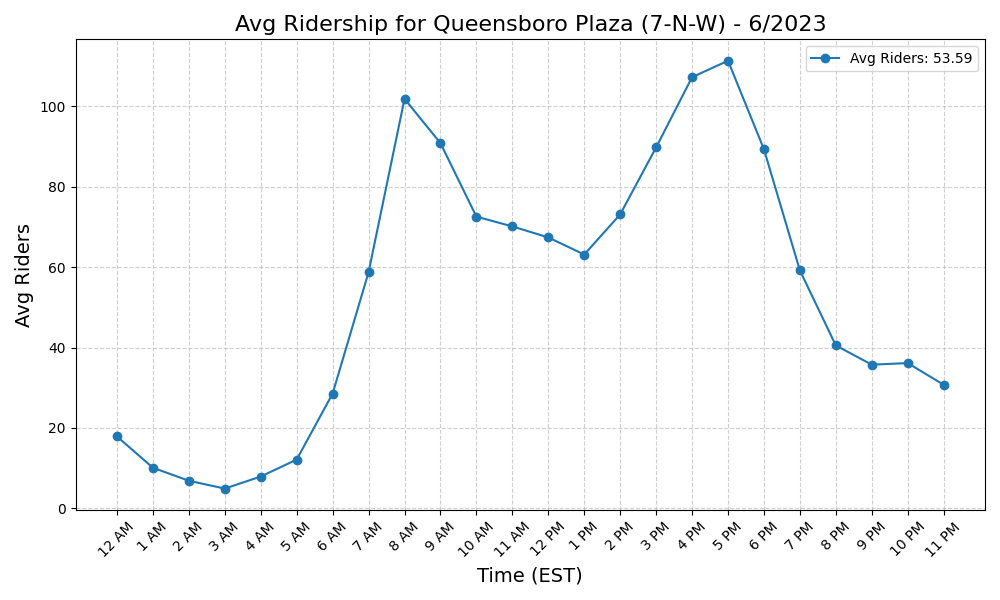 Avg Ridership for Queensboro Plaza (7-N-W) - 6/2023
Avg Riders: 53.59
Avg Riders
100
80
60
40
20
0
12 AM
1 AM
2 AM
3 AM
4 AM
5 AM
6 AM
7 AM
8 AM
9 AM
10 AM
11 AM
12 PM
1 PM
2 PM
3 PM
4 PM
5 PM
6 PM
7 PM
8 PM
9 PM
10 PM
11 PM
Time (EST)